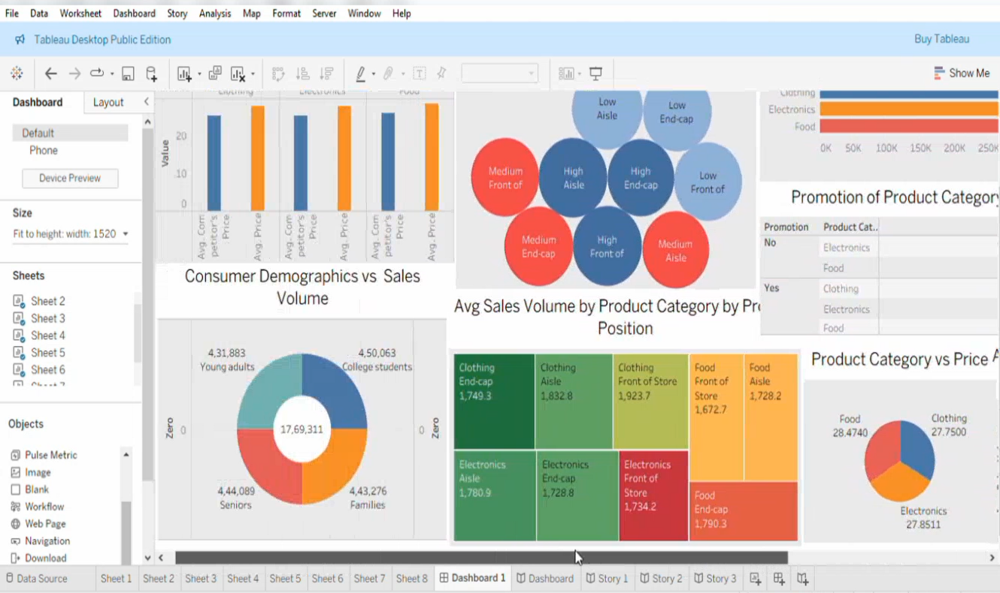 File Data Worksheet Dashboard Story Analysis Map Format Server Window Help
Tableau Desktop Public Edition
Buy Tableau
Show Me
Dashboard Layout
Default
Phone
Device Preview
Size
Fit to height: width: 1520
Sheets
Sheet 2
Sheet 3
Sheet 4
Sheet 5
Sheet 6
Objects
Pulse Metric
Image
Blank
Workflow
Web Page
Navigation
Download
Clothing Electronics Food
Value
20
10
0
Avg. Com
petitor's
Price
Avg. Price
Avg. Com
petitor's
Price
Avg. Price
Avg. Com
petitor's
Price
Avg. Price
Consumer Demographics vs Sales
Volume
4,31,883
Young adults
4,50,063
College students
17,69,311
4,44,089
Seniors
4,43,276
Families
Zero
0
0
Zero
Low
Aisle
Low
End-cap
Medium
Front of
High
Aisle
High
End-cap
Low
Front of
Medium
End-cap
High
Front of
Medium
Aisle
Avg Sales Volume by Product Category by Pr
Position
Clothing
End-cap
1,749.3
Clothing
Aisle
1,832.8
Clothing
Front of Store
1,923.7
Food
Front of
Store
1,672.7
Food
Aisle
1,728.2
Electronics
Aisle
1,780.9
Electronics
End-cap
1,728.8
Electronics
Front of
Store
1,734.2
Food
End-cap
1,790.3
Clothing
Electronics
Food
0K 50K 100K 150K 200K 250K
Promotion of Product Category
Promotion Product Cat..
No
Electronics
Food
Yes
Clothing
Electronics
Food
Product Category vs Price
Food
28.4740
Clothing
27.7500
Electronics
27.8511
Data Source Sheet 1 Sheet 2 Sheet 3 Sheet 4 Sheet 5 Sheet 6 Sheet 7 Sheet 8 Dashboard 1 Dashboard Story 1 Story 2 Story 3